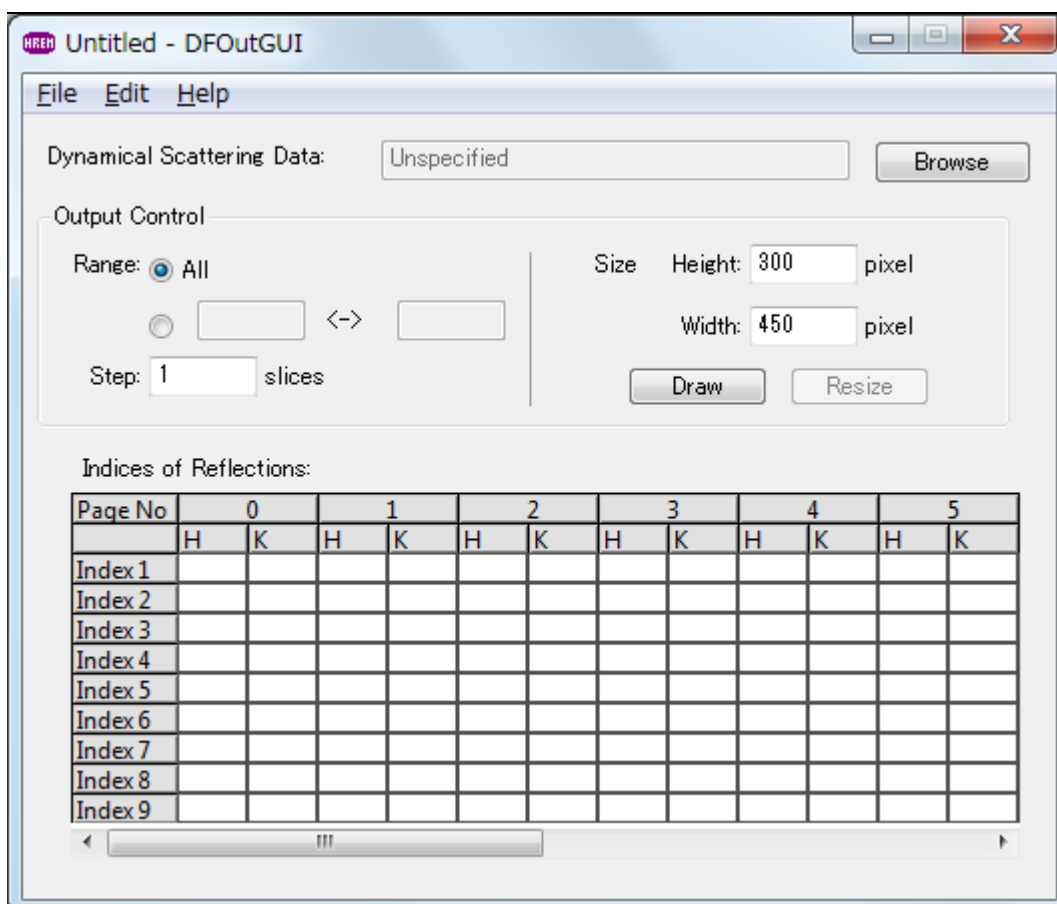 HREM Untitled - DFOutGUI
File Edit Help
Dynamical Scattering Data: Unspecified Browse
Output Control
Range: All
Size Height: 300 pixel
<->
Width: 450 pixel
Step: 1 slices
Draw Resize
Indices of Reflections:
Page No 0 1 2 3 4 5
H K H K H K H K H K H K
Index 1
Index 2
Index 3
Index 4
Index 5
Index 6
Index 7
Index 8
Index 9